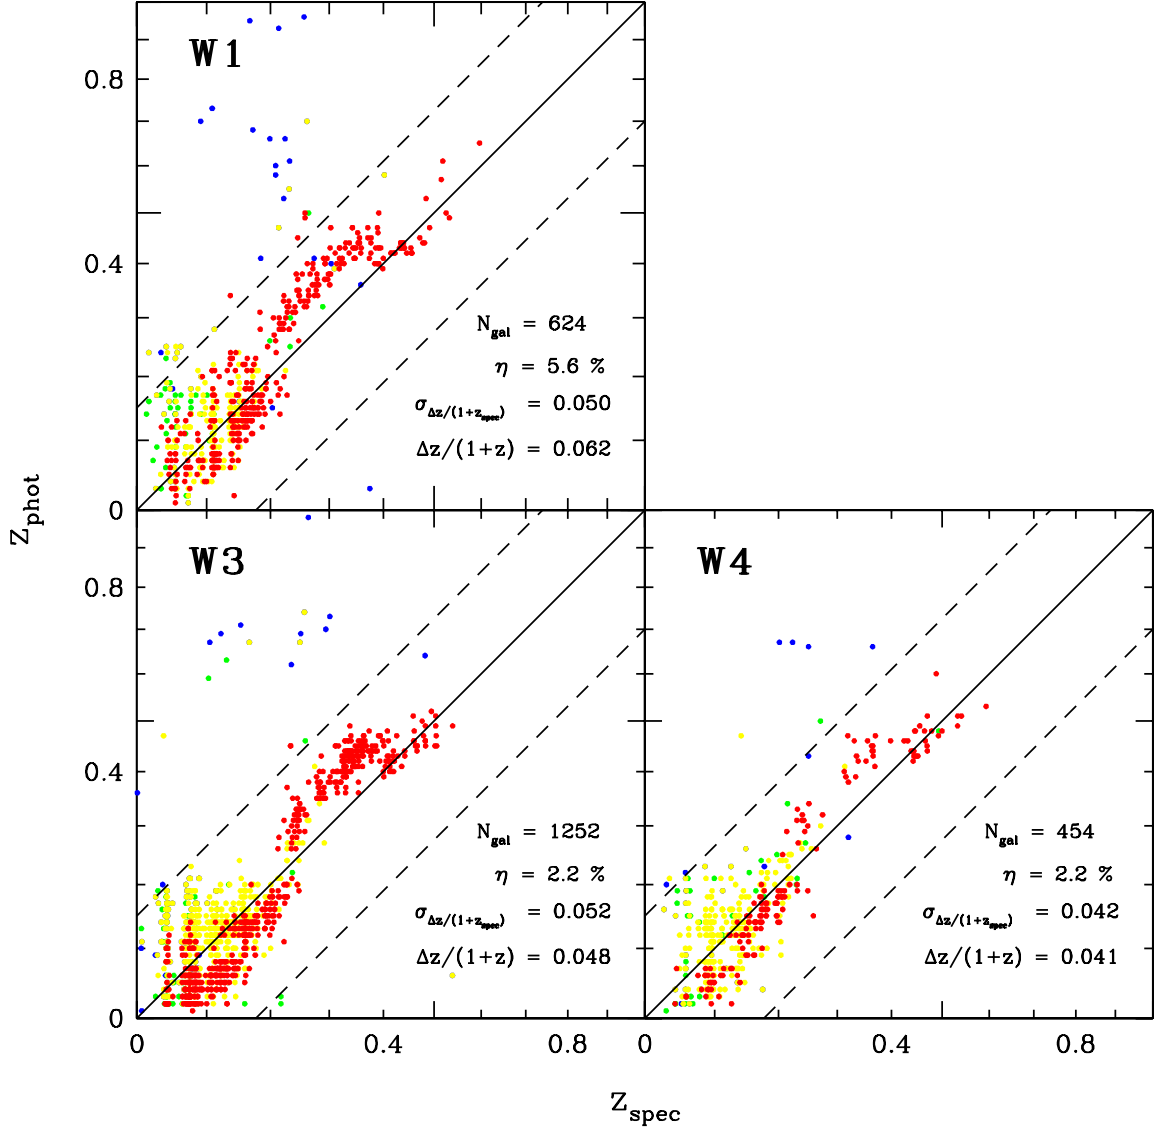 W1
0.8
0.4
0
N_gal = 624
η = 5.6 %
σ_Δz/(1+z_spec) = 0.050
Δz/(1+z) = 0.062
Z_phot
W3
0.8
0.4
0
N_gal = 1252
η = 2.2 %
σ_Δz/(1+z_spec) = 0.052
Δz/(1+z) = 0.048
W4
N_gal = 454
η = 2.2 %
σ_Δz/(1+z_spec) = 0.042
Δz/(1+z) = 0.041
0 0.4 0.8 0 0.4 0.8
Z_spec